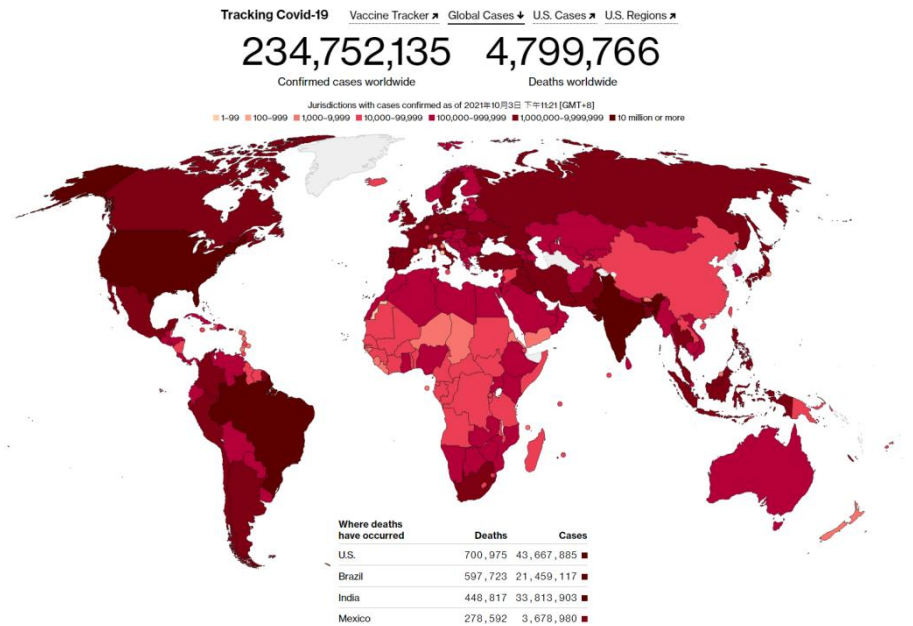 Tracking Covid-19 Vaccine Tracker ↗ Global Cases ↓ U.S. Cases ↗ U.S. Regions ↗
234,752,135 4,799,766
Confirmed cases worldwide Deaths worldwide
Jurisdictions with cases confirmed as of 2021年10月3日 下午11:21 [GMT+8]
1–99 100–999 1,000–9,999 10,000–99,999 100,000–999,999 1,000,000–9,999,999 10 million or more
Where deaths
have occurred Deaths Cases
U.S. 700,975 43,667,885
Brazil 597,723 21,459,117
India 448,817 33,813,903
Mexico 278,592 3,678,980